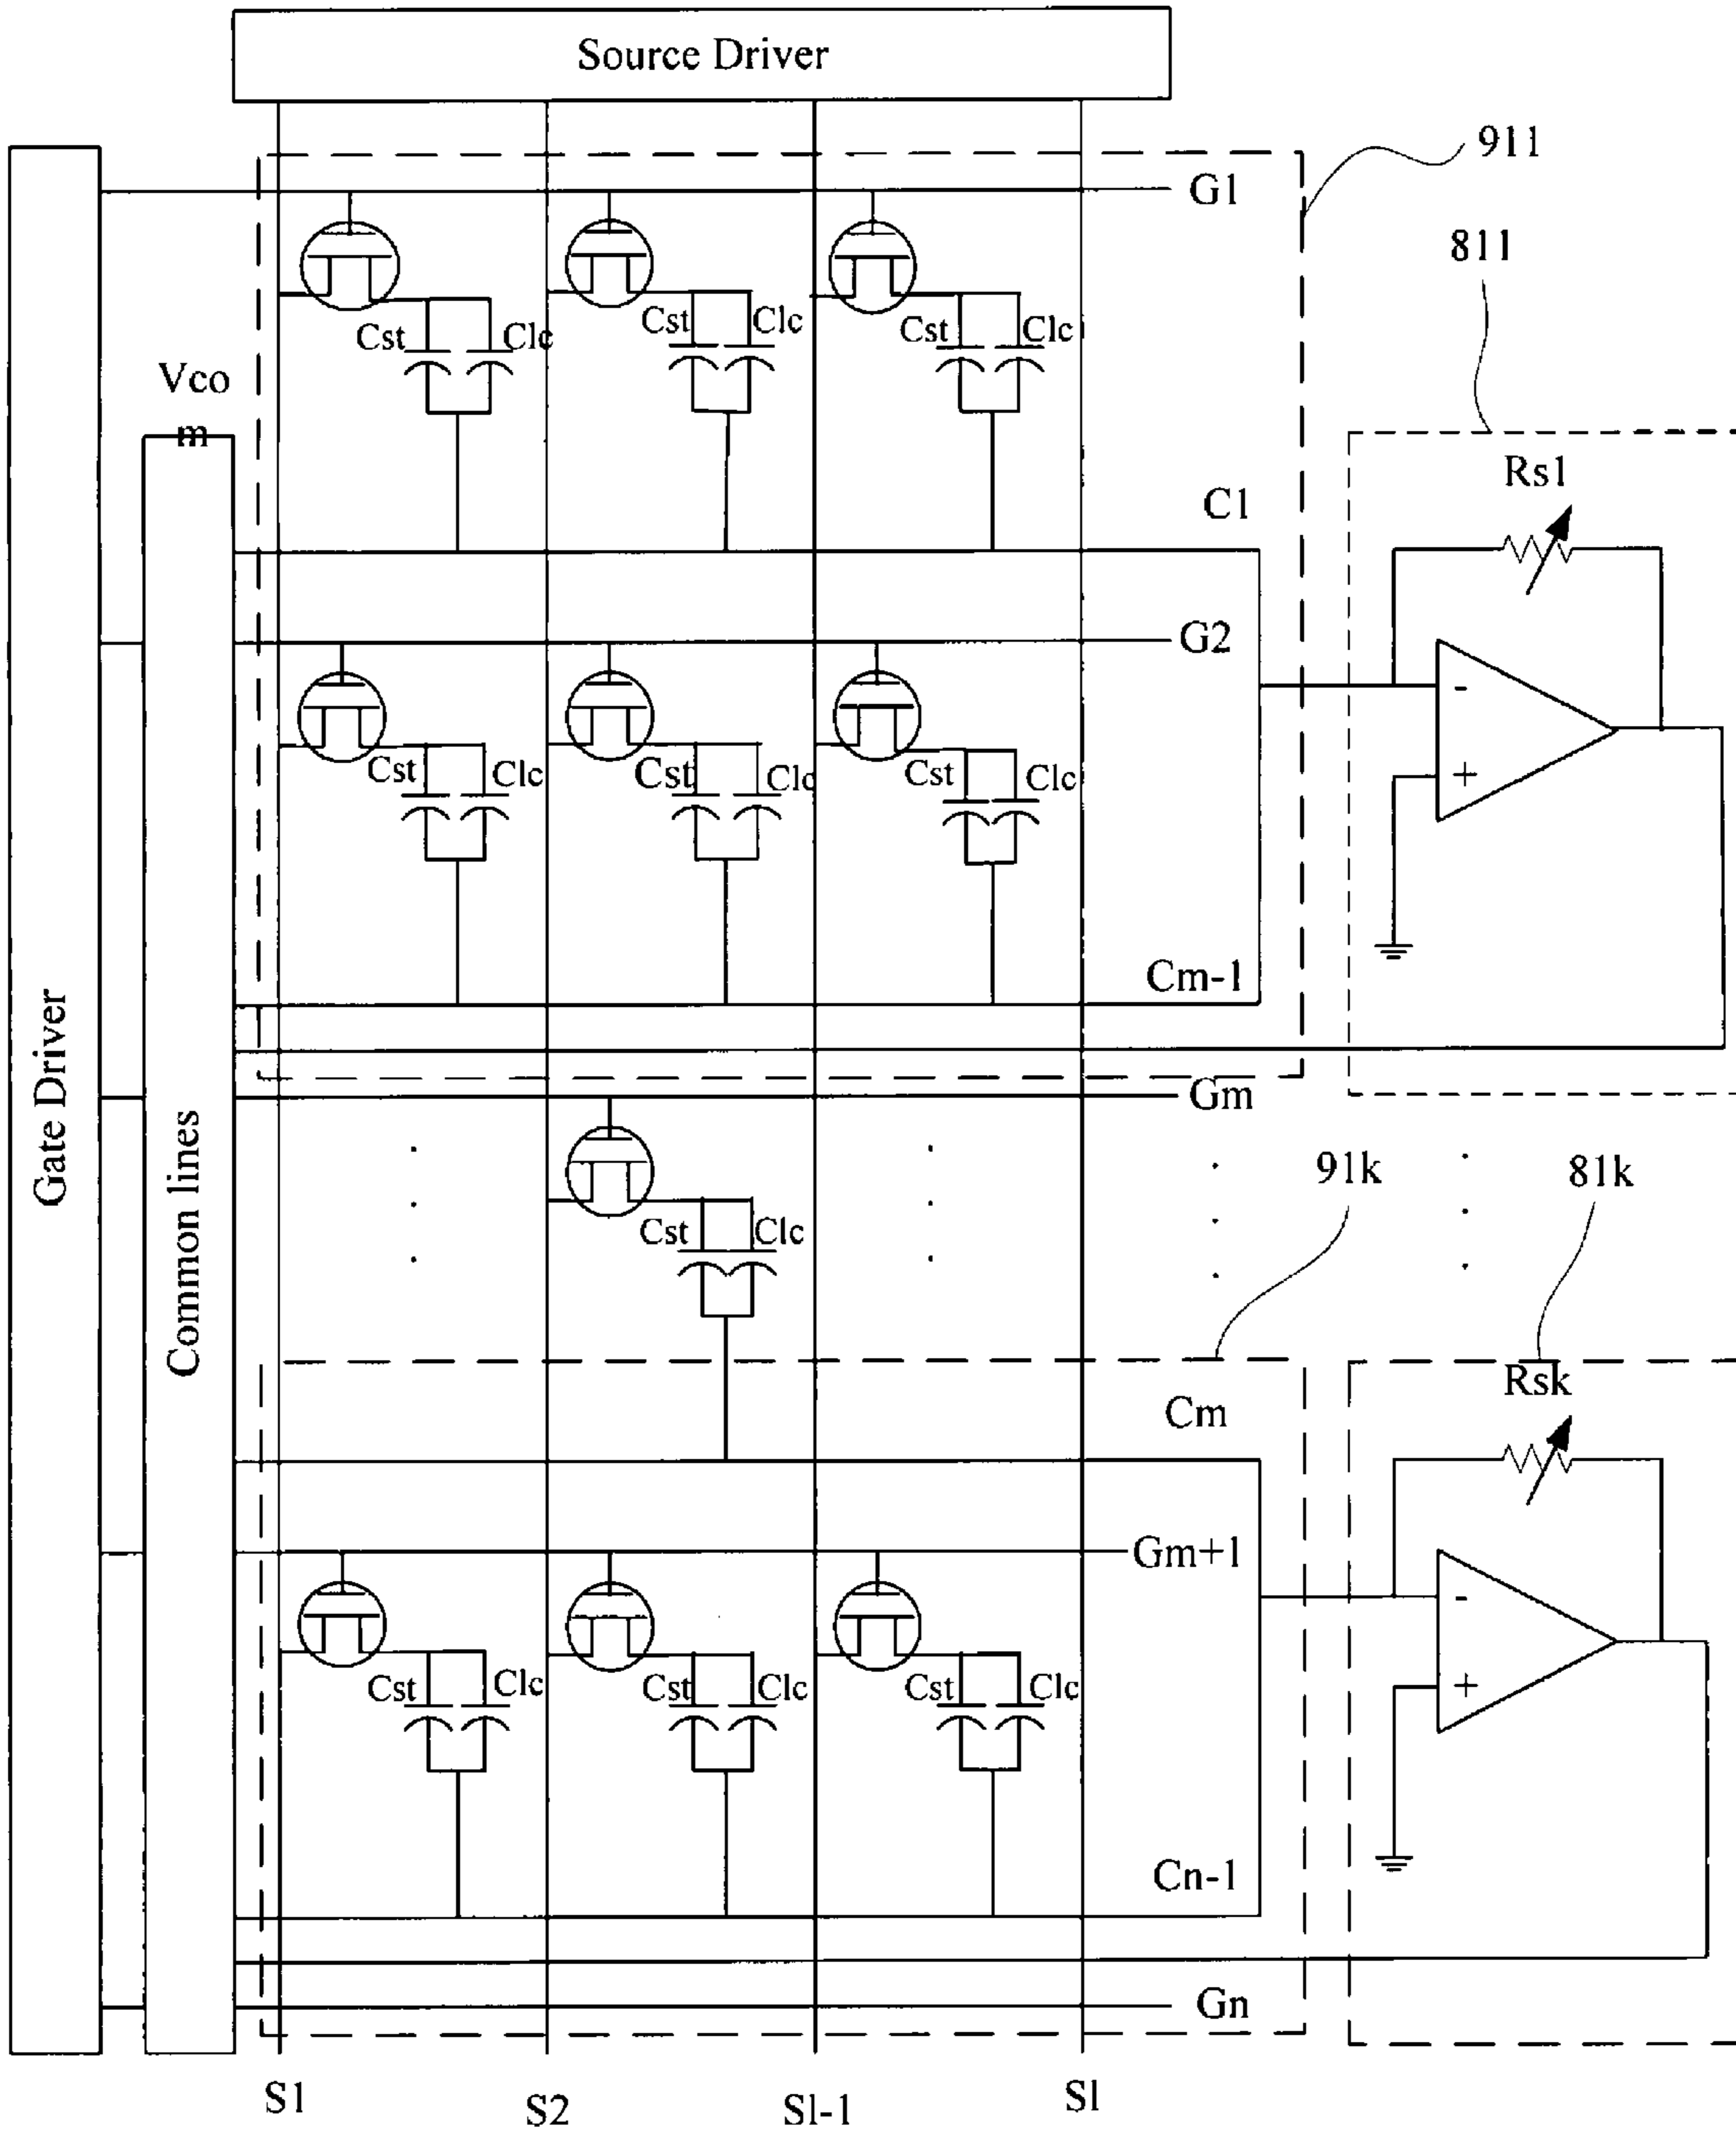 Source Driver
911
G1
811
Cst Clc Cst Clc Cst Clc
Vco
m
Rs1
C1
G2
-
Cst Clc Cst Clc Cst Clc
+
Cm-1
Gate Driver
Common lines
Gm
91k
81k
Cst Clc
Rsk
Cm
Gm+1
-
Cst Clc Cst Clc Cst Clc
+
Cn-1
Gn
S1
S2
Sl-1
Sl